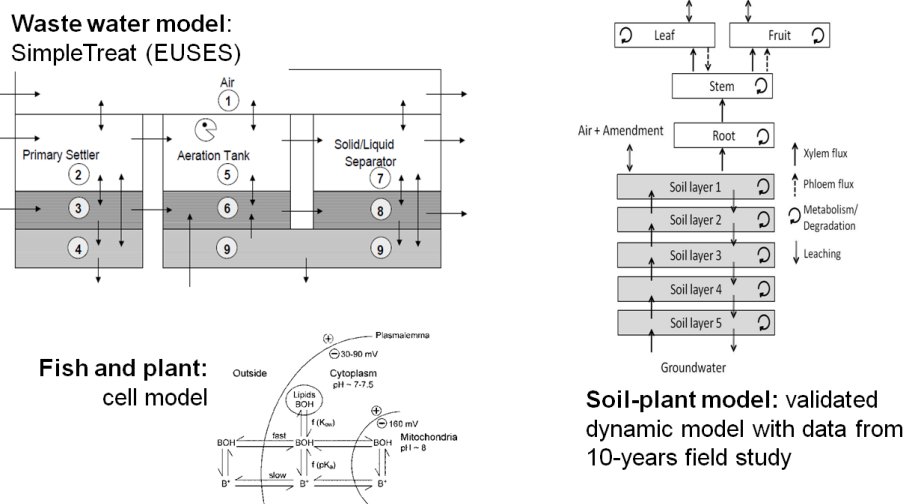 Waste water model:
SimpleTreat (EUSES)
Air
1
Primary Settler
2
3
4
Aeration Tank
5
6
9
Solid/Liquid
Separator
7
8
9
Fish and plant:
cell model
Outside
Plasmalemma
+
− 30-90 mV
Cytoplasm
pH ~ 7-7.5
Lipids
BOH
f (Kow)
+
− 160 mV
Mitochondria
pH ~ 8
BOH
fast
BOH
BOH
f (pKa)
B+
slow
B+
B+
Leaf
Fruit
Stem
Root
Air + Amendment
Soil layer 1
Soil layer 2
Soil layer 3
Soil layer 4
Soil layer 5
Groundwater
Xylem flux
Phloem flux
Metabolism/
Degradation
Leaching
Soil-plant model: validated
dynamic model with data from
10-years field study